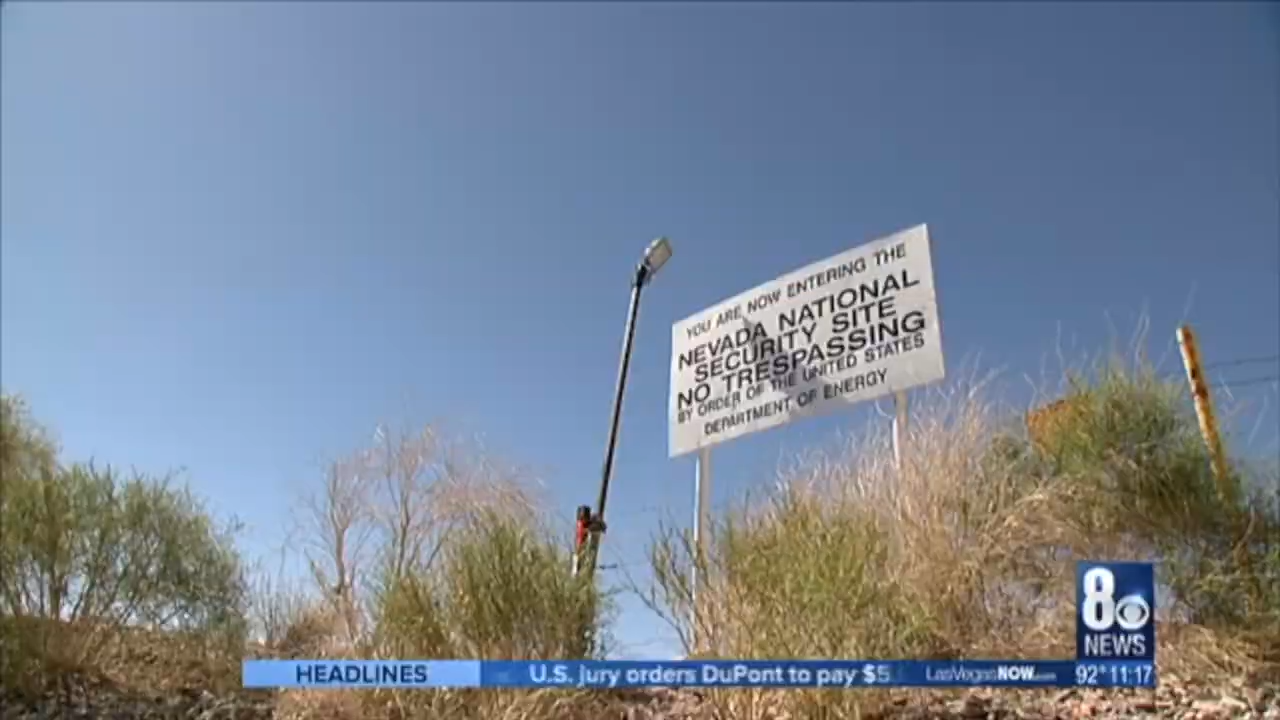 YOU ARE NOW ENTERING THE
NEVADA NATIONAL
SECURITY SITE
NO TRESPASSING
BY ORDER OF THE UNITED STATES
DEPARTMENT OF ENERGY
8
NEWS
HEADLINES
U.S. jury orders DuPont to pay $5
LasVegasNOW.com
92° 11:17